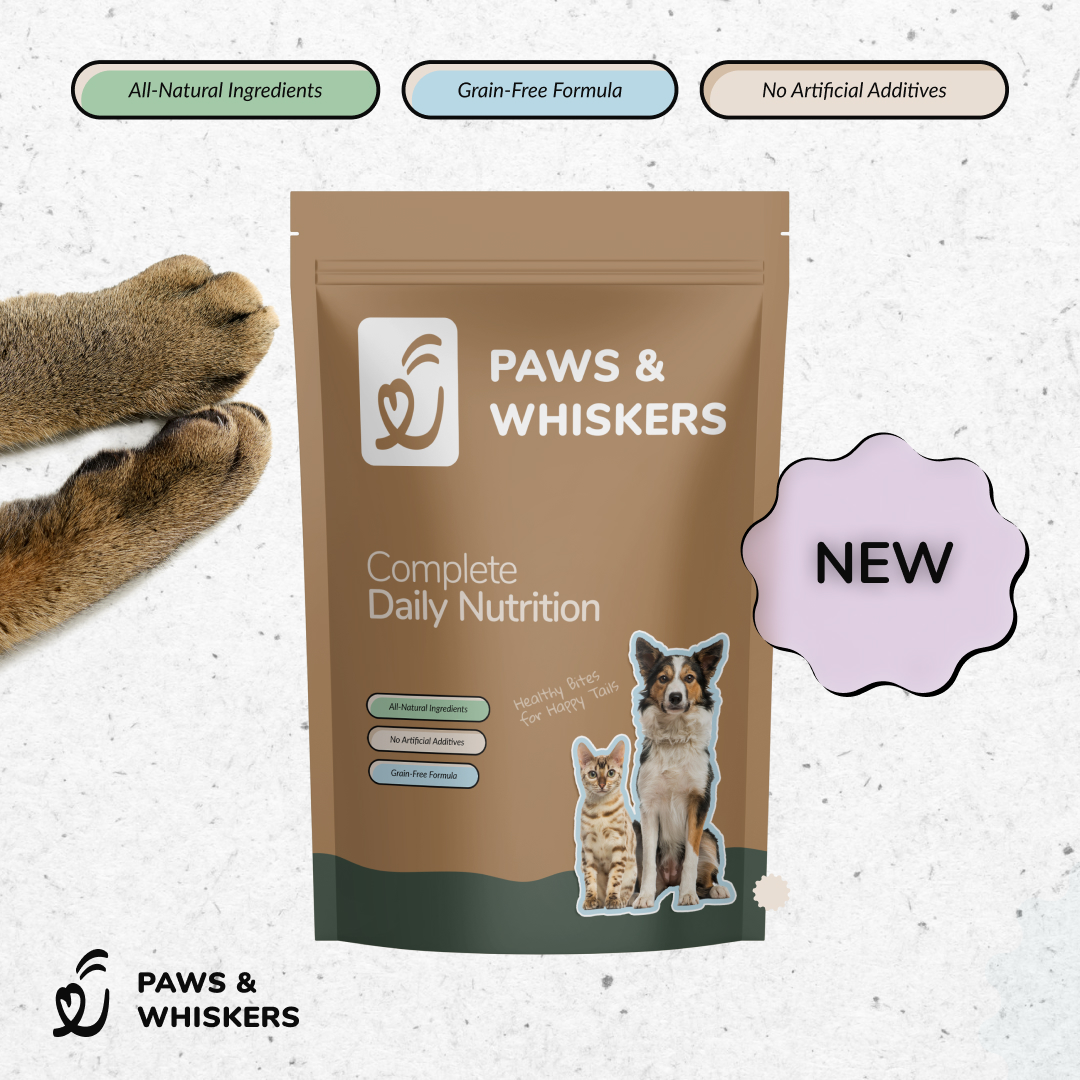 All-Natural Ingredients
Grain-Free Formula
No Artificial Additives
PAWS &
WHISKERS
Complete
Daily Nutrition
NEW
Healthy Bites
for Happy Tails
All-Natural Ingredients
No Artificial Additives
Grain-Free Formula
PAWS &
WHISKERS